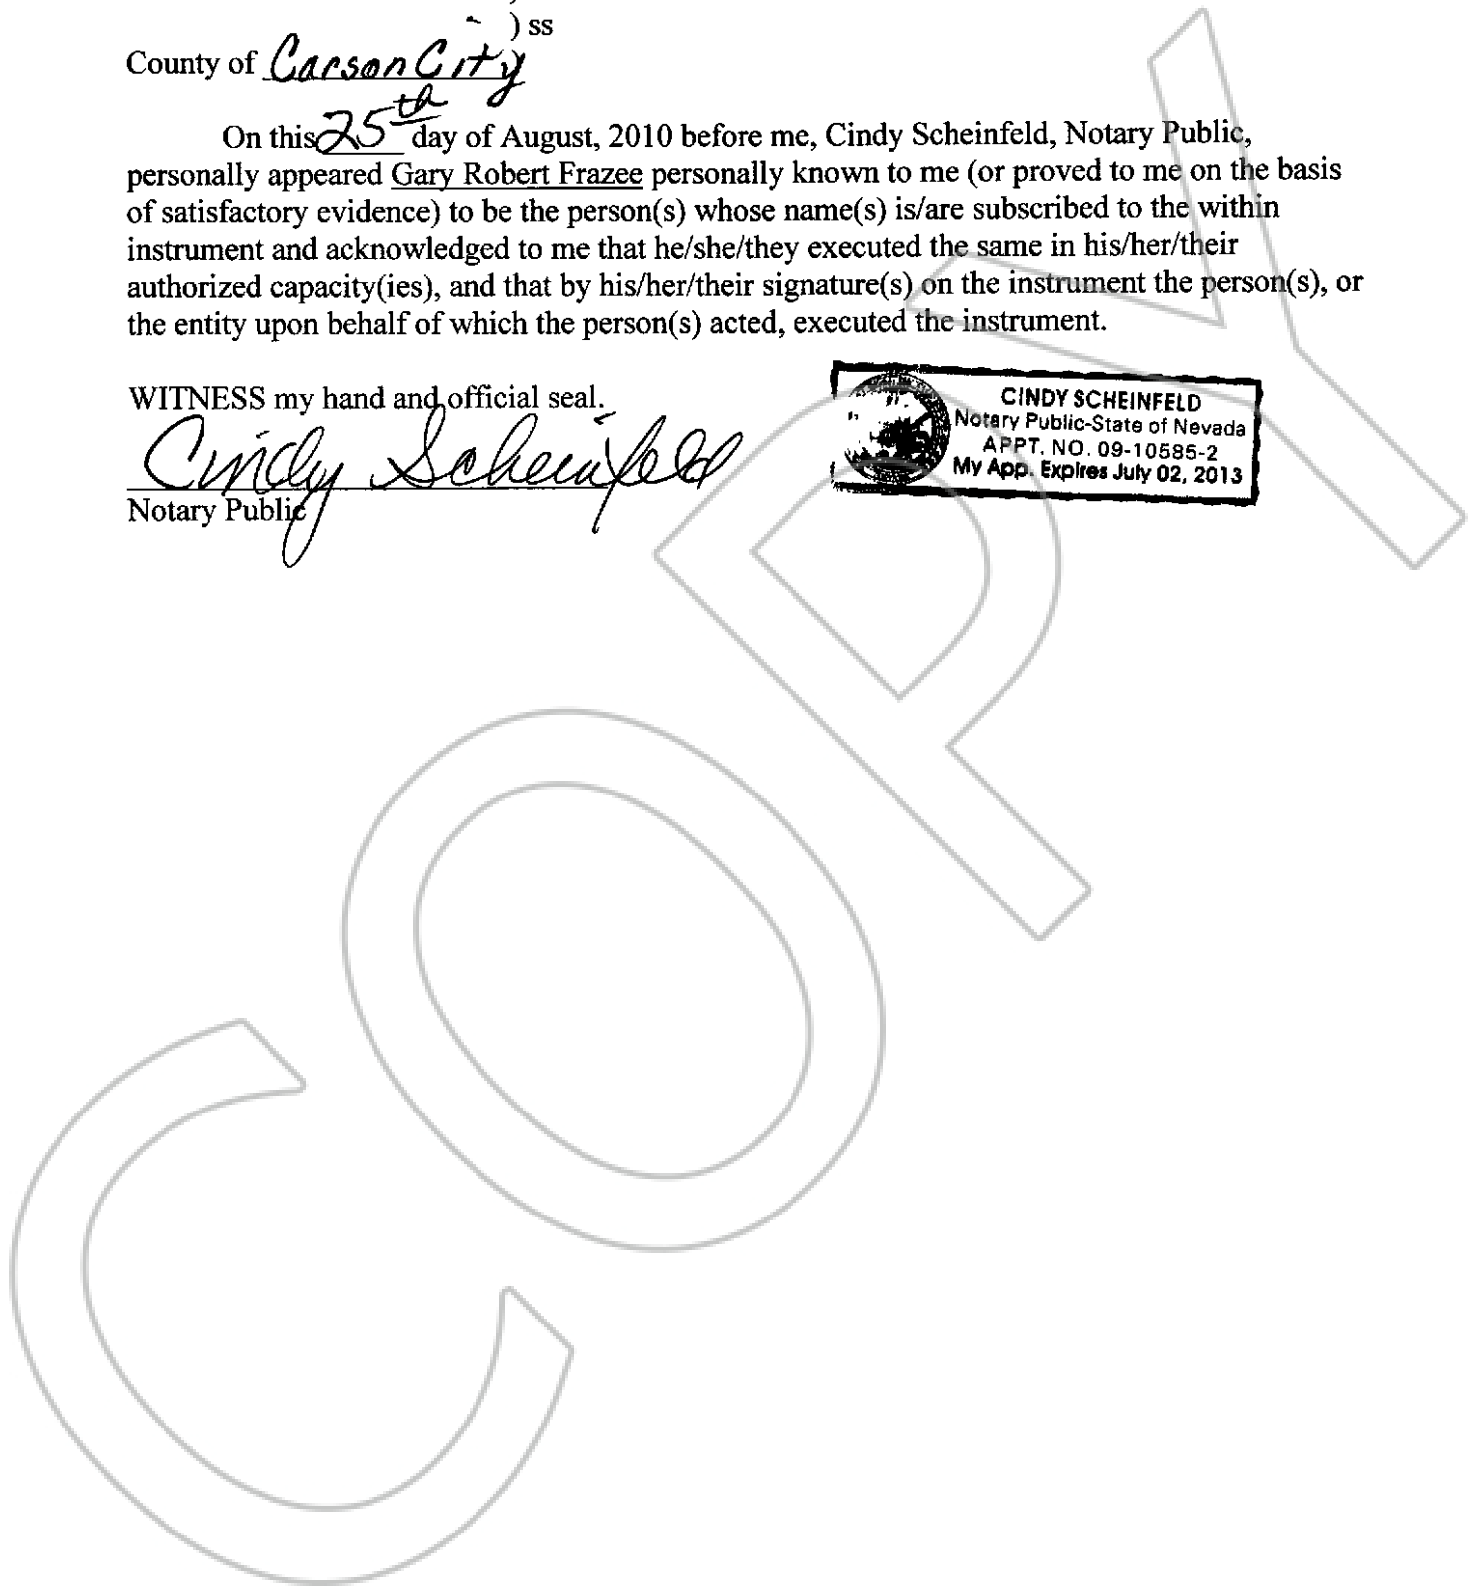 ) ss
County of Carson City
On this 25th day of August, 2010 before me, Cindy Scheinfeld, Notary Public,
personally appeared Gary Robert Frazee personally known to me (or proved to me on the basis
of satisfactory evidence) to be the person(s) whose name(s) is/are subscribed to the within
instrument and acknowledged to me that he/she/they executed the same in his/her/their
authorized capacity(ies), and that by his/her/their signature(s) on the instrument the person(s), or
the entity upon behalf of which the person(s) acted, executed the instrument.
WITNESS my hand and official seal.
Cindy Scheinfeld
Notary Public
CINDY SCHEINFELD
Notary Public-State of Nevada
APPT. NO. 09-10585-2
My App. Expires July 02, 2013
COPY